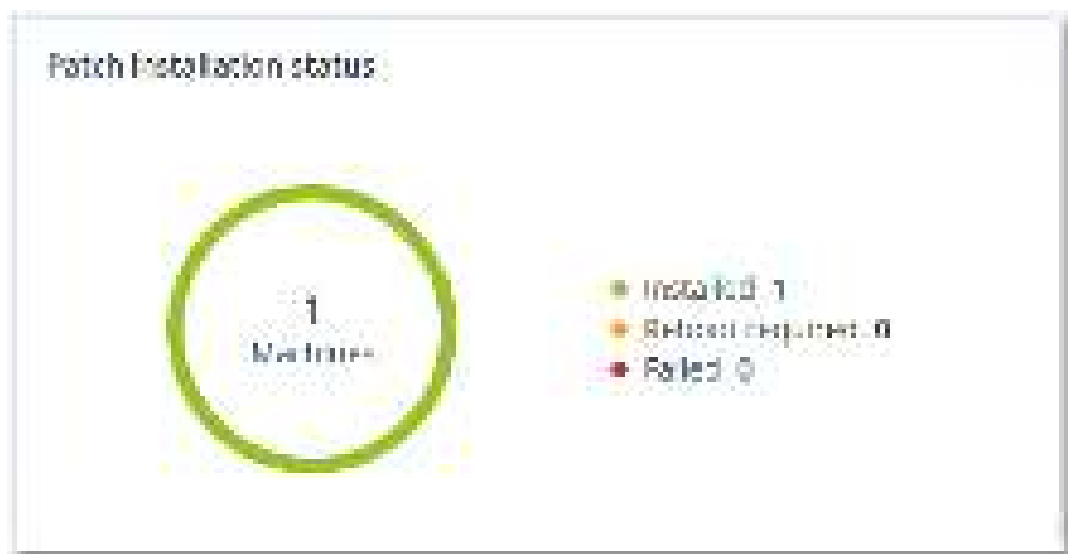 Patch installation status
1
Machines
Installed 1
Reboot required 0
Failed 0